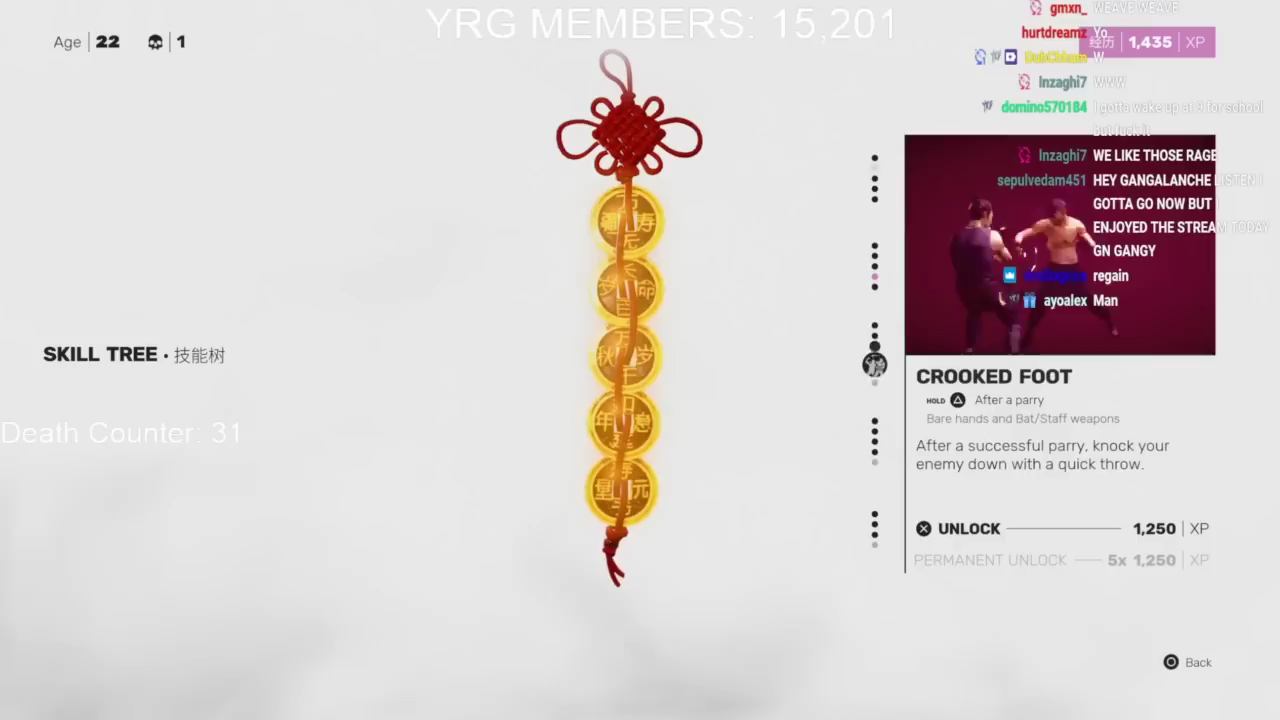 YRG MEMBERS: 15,201
Age 22 1
经历 1,435 XP
gmxn_ WEAVE WEAVE
hurtdreamz Yo
W
Inzaghi7 WWW
domino570184 I gotta wake up at 9 for school
But fuck it
Inzaghi7 WE LIKE THOSE RAGE
sepulvedam451 HEY GANGALANCHE LISTEN I
GOTTA GO NOW BUT I
ENJOYED THE STREAM TODAY
GN GANGY
regain
ayoalex Man
SKILL TREE • 技能树
Death Counter: 31
CROOKED FOOT
HOLD After a parry
Bare hands and Bat/Staff weapons
After a successful parry, knock your
enemy down with a quick throw.
UNLOCK 1,250 XP
PERMANENT UNLOCK 5x 1,250 XP
Back